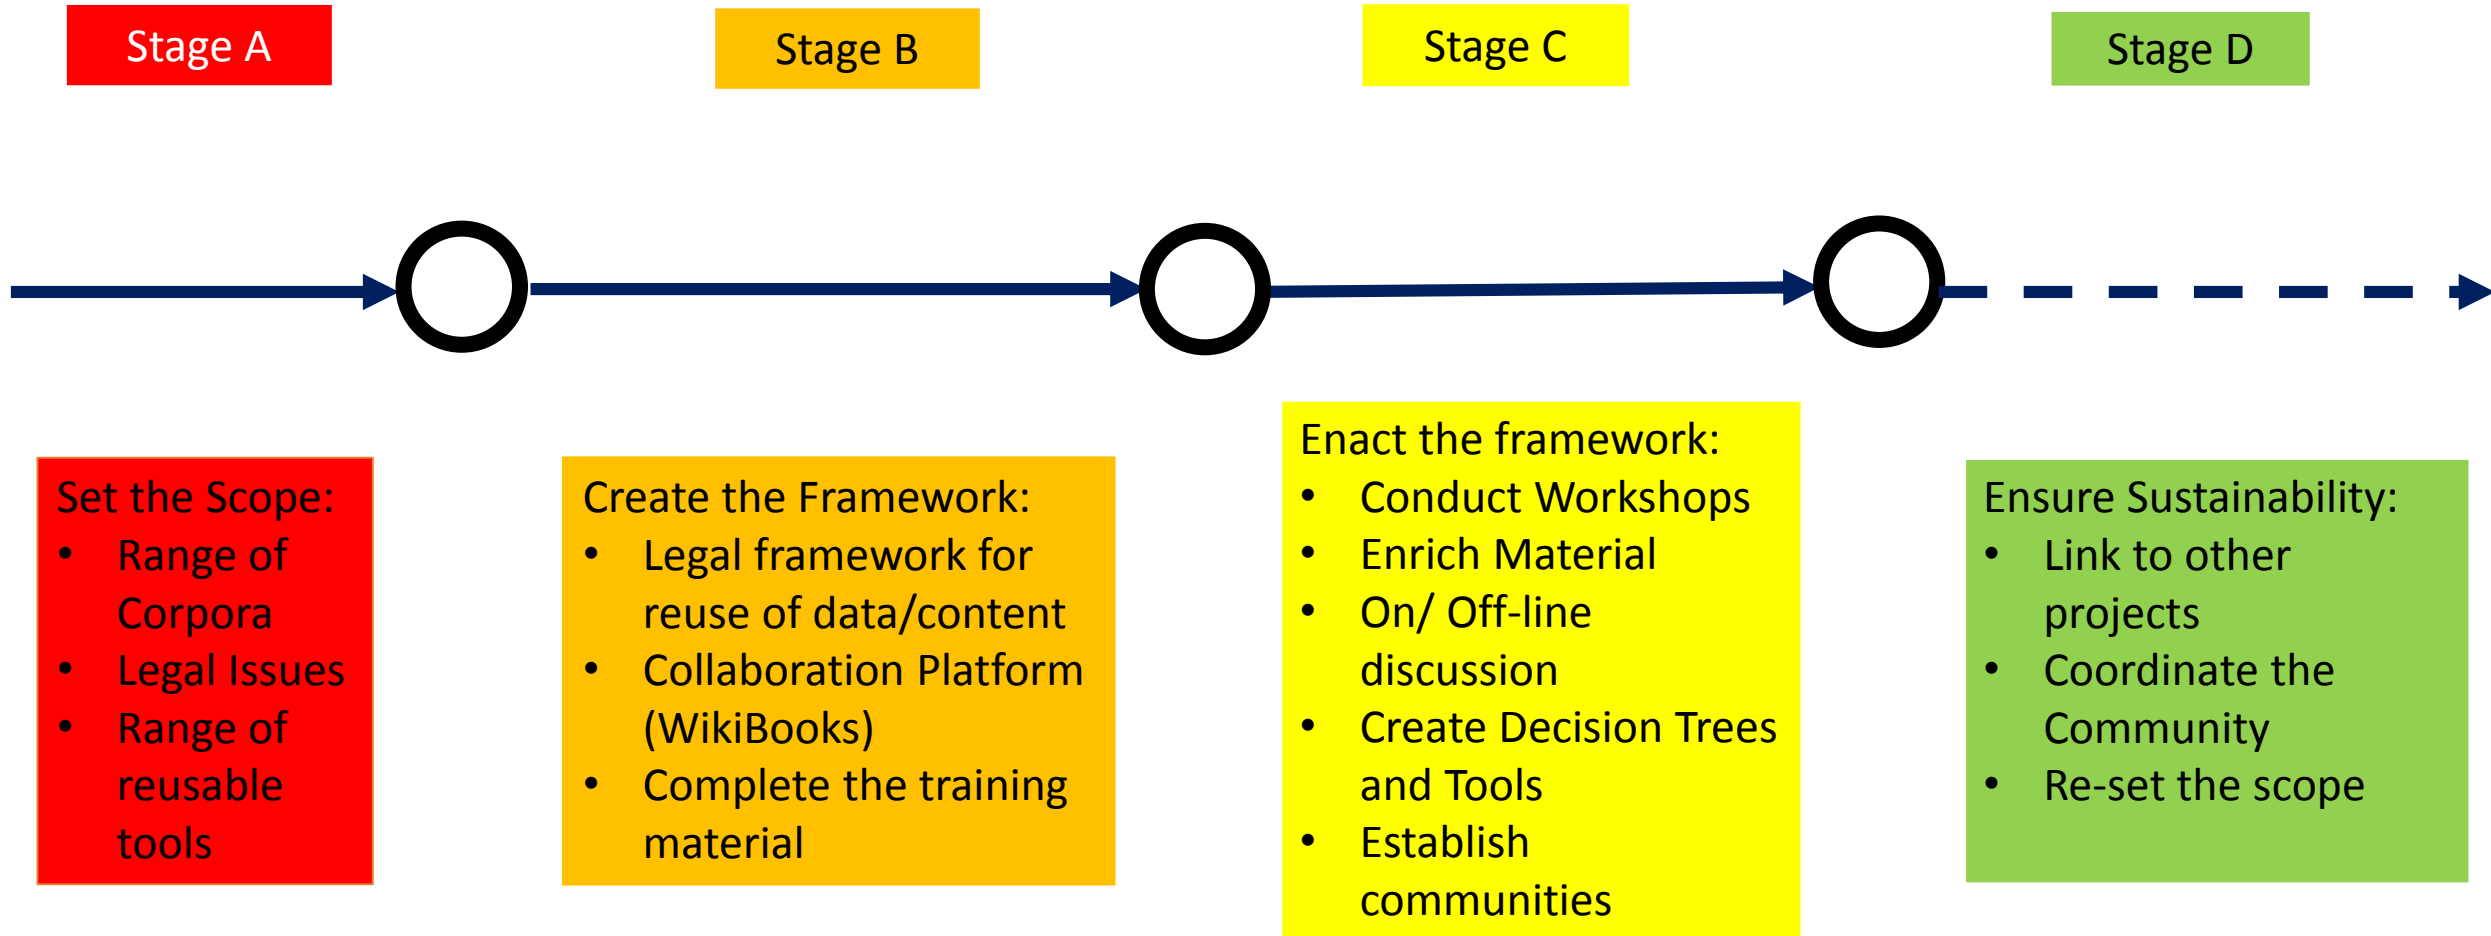 Stage A
Stage B
Stage C
Stage D
Set the Scope:
• Range of
Corpora
• Legal Issues
• Range of
reusable
tools
Create the Framework:
• Legal framework for
reuse of data/content
• Collaboration Platform
(WikiBooks)
• Complete the training
material
Enact the framework:
• Conduct Workshops
• Enrich Material
• On/ Off-line
discussion
• Create Decision Trees
and Tools
• Establish
communities
Ensure Sustainability:
• Link to other
projects
• Coordinate the
Community
• Re-set the scope